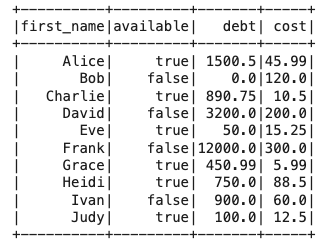 +----------+---------+-------+-----+
|first_name|available|   debt| cost|
+----------+---------+-------+-----+
|     Alice|     true| 1500.5|45.99|
|       Bob|    false|    0.0|120.0|
|   Charlie|     true| 890.75| 10.5|
|     David|    false| 3200.0|200.0|
|       Eve|     true|   50.0|15.25|
|     Frank|    false|12000.0|300.0|
|     Grace|     true| 450.99| 5.99|
|     Heidi|     true|  750.0| 88.5|
|      Ivan|    false|  900.0| 60.0|
|      Judy|     true|  100.0| 12.5|
+----------+---------+-------+-----+